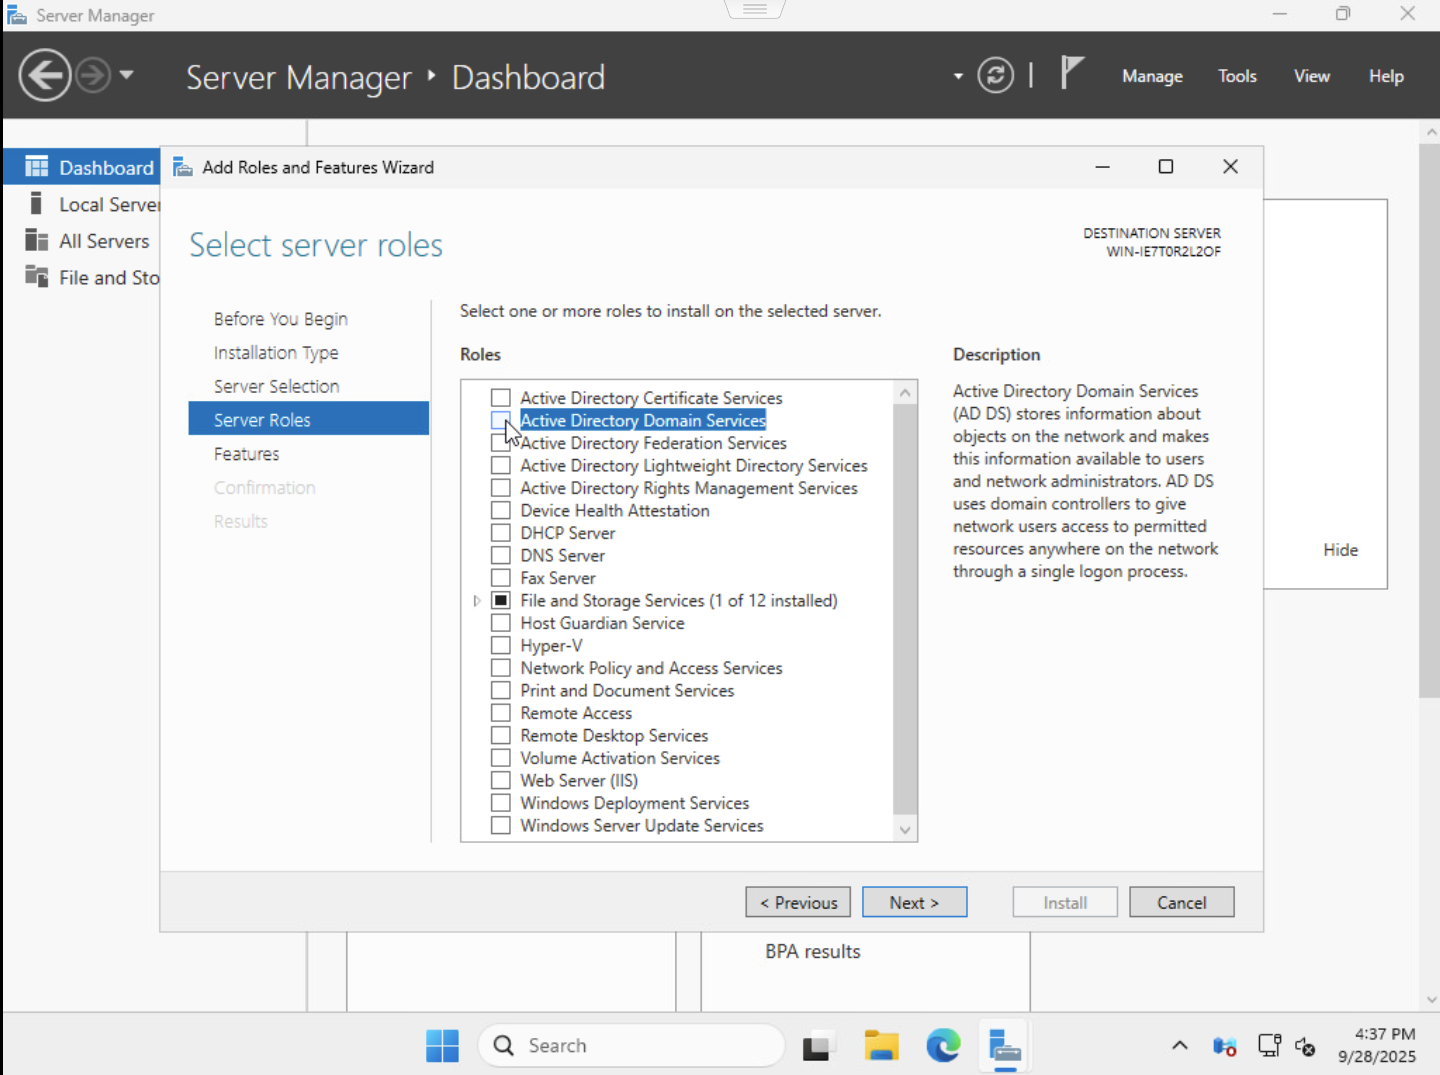 Server Manager
Server Manager ‣ Dashboard
Manage
Tools
View
Help
Dashboard
Local Server
All Servers
File and Sto
Add Roles and Features Wizard
Select server roles
DESTINATION SERVER
WIN-IE7T0R2L2OF
Before You Begin
Installation Type
Server Selection
Server Roles
Features
Confirmation
Results
Select one or more roles to install on the selected server.
Roles
Active Directory Certificate Services
Active Directory Domain Services
Active Directory Federation Services
Active Directory Lightweight Directory Services
Active Directory Rights Management Services
Device Health Attestation
DHCP Server
DNS Server
Fax Server
File and Storage Services (1 of 12 installed)
Host Guardian Service
Hyper-V
Network Policy and Access Services
Print and Document Services
Remote Access
Remote Desktop Services
Volume Activation Services
Web Server (IIS)
Windows Deployment Services
Windows Server Update Services
Description
Active Directory Domain Services
(AD DS) stores information about
objects on the network and makes
this information available to users
and network administrators. AD DS
uses domain controllers to give
network users access to permitted
resources anywhere on the network
through a single logon process.
Hide
< Previous
Next >
Install
Cancel
BPA results
Search
4:37 PM
9/28/2025